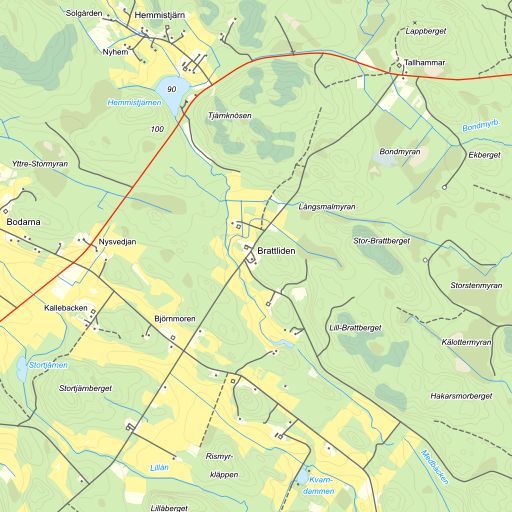 Solgården
Hemmistjärn
Lappberget
Nyhem
Tallhammar
90
Hemmistjärnen
Tjärnknösen
100
Bondmyrb.
Bondmyran
Ekberget
Yttre-Stormyran
Långsmalmyran
Bodarna
Nysvedjan
Stor-Brattberget
Brattliden
Storstenmyran
Kallebacken
Björnmoren
Lill-Brattberget
Kälottermyran
Stortjärnen
Stortjärnberget
Hakarsmorberget
Rismyr-
kläppen
Lillån
Medbäcken
Kvarn-
dammen
Lillåberget